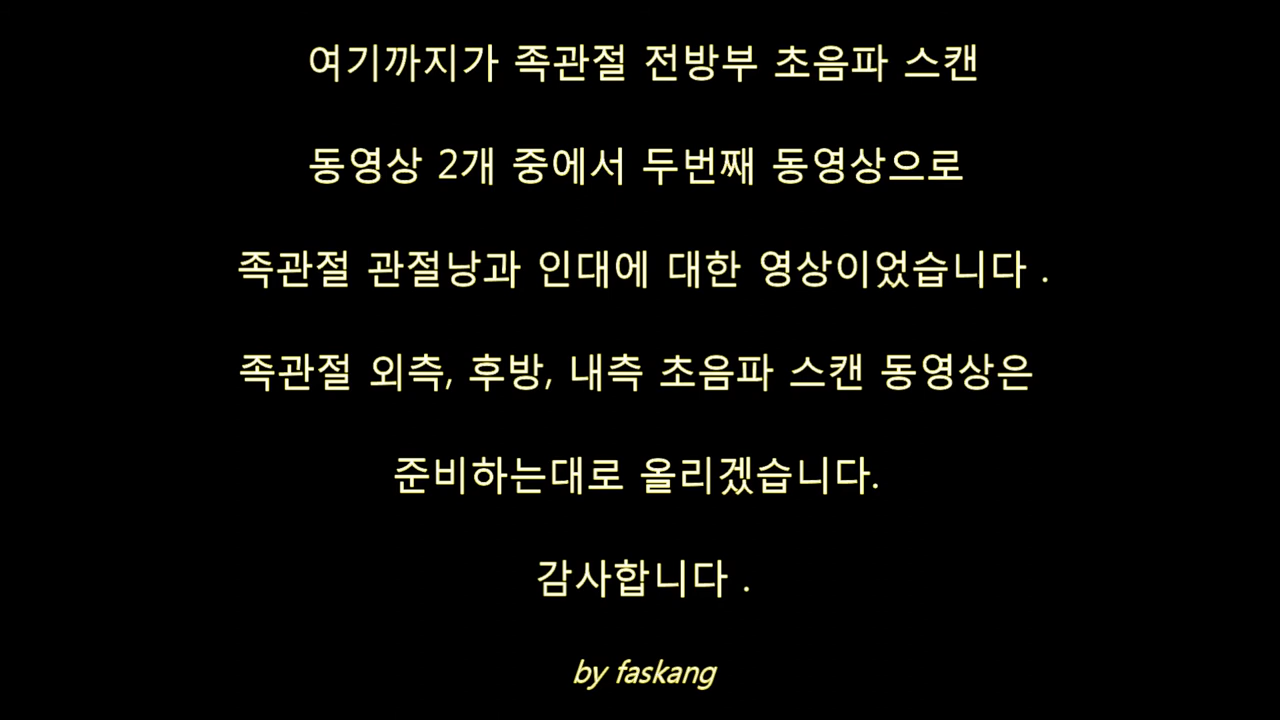 여기까지가 족관절 전방부 초음파 스캔
동영상 2개 중에서 두번째 동영상으로
족관절 관절낭과 인대에 대한 영상이었습니다 .
족관절 외측, 후방, 내측 초음파 스캔 동영상은
준비하는대로 올리겠습니다.
감사합니다 .
by faskang